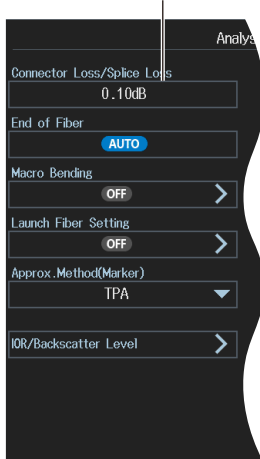 Analys
Connector Loss/Splice Loss
0.10dB
End of Fiber
AUTO
Macro Bending
OFF
Launch Fiber Setting
OFF
Approx.Method(Marker)
TPA
IOR/Backscatter Level